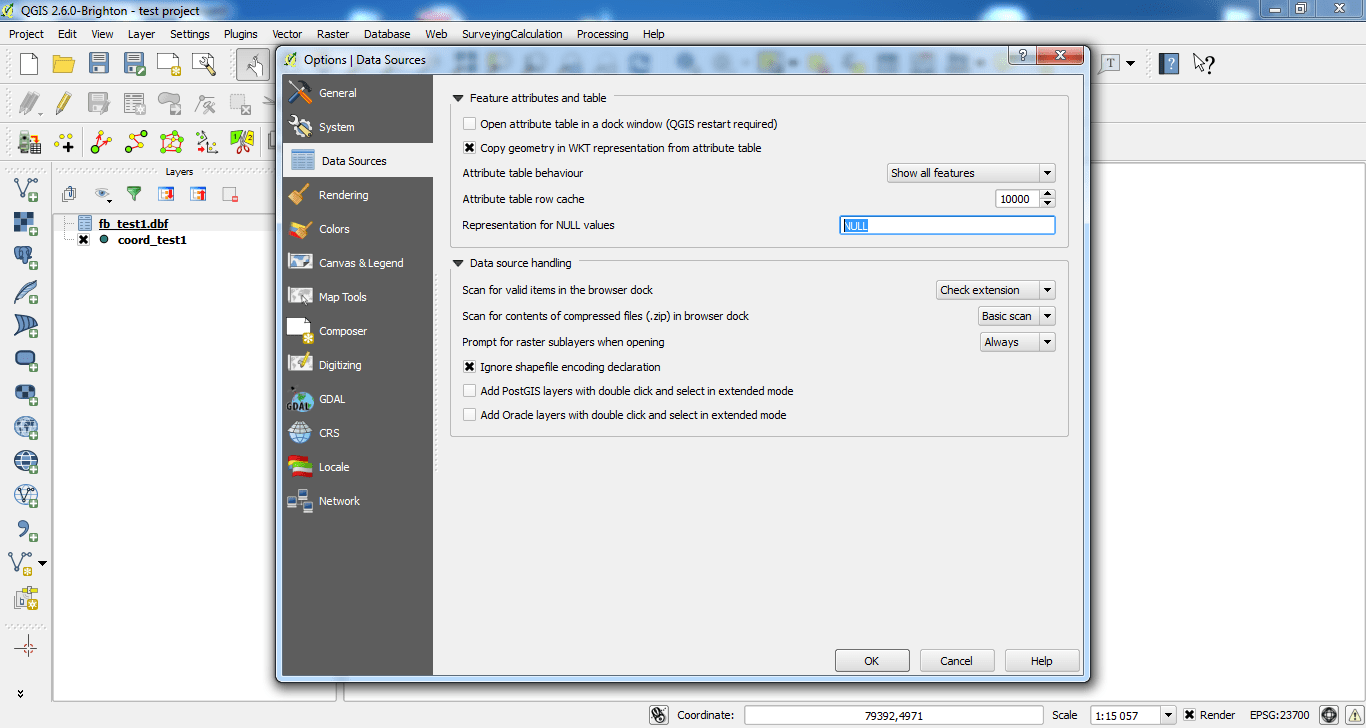 QGIS 2.6.0-Brighton - test project
Project Edit View Layer Settings Plugins Vector Raster Database Web SurveyingCalculation Processing Help
Options | Data Sources
Layers
fb_test1.dbf
coord_test1
General
System
Data Sources
Rendering
Colors
Canvas & Legend
Map Tools
Composer
Digitizing
GDAL
GDAL
CRS
Locale
Network
Feature attributes and table
Open attribute table in a dock window (QGIS restart required)
Copy geometry in WKT representation from attribute table
Attribute table behaviour Show all features
Attribute table row cache 10000
Representation for NULL values NULL
Data source handling
Scan for valid items in the browser dock Check extension
Scan for contents of compressed files (.zip) in browser dock Basic scan
Prompt for raster sublayers when opening Always
Ignore shapefile encoding declaration
Add PostGIS layers with double click and select in extended mode
Add Oracle layers with double click and select in extended mode
OK Cancel Help
Coordinate: 79392,4971 Scale 1:15 057 Render EPSG:23700